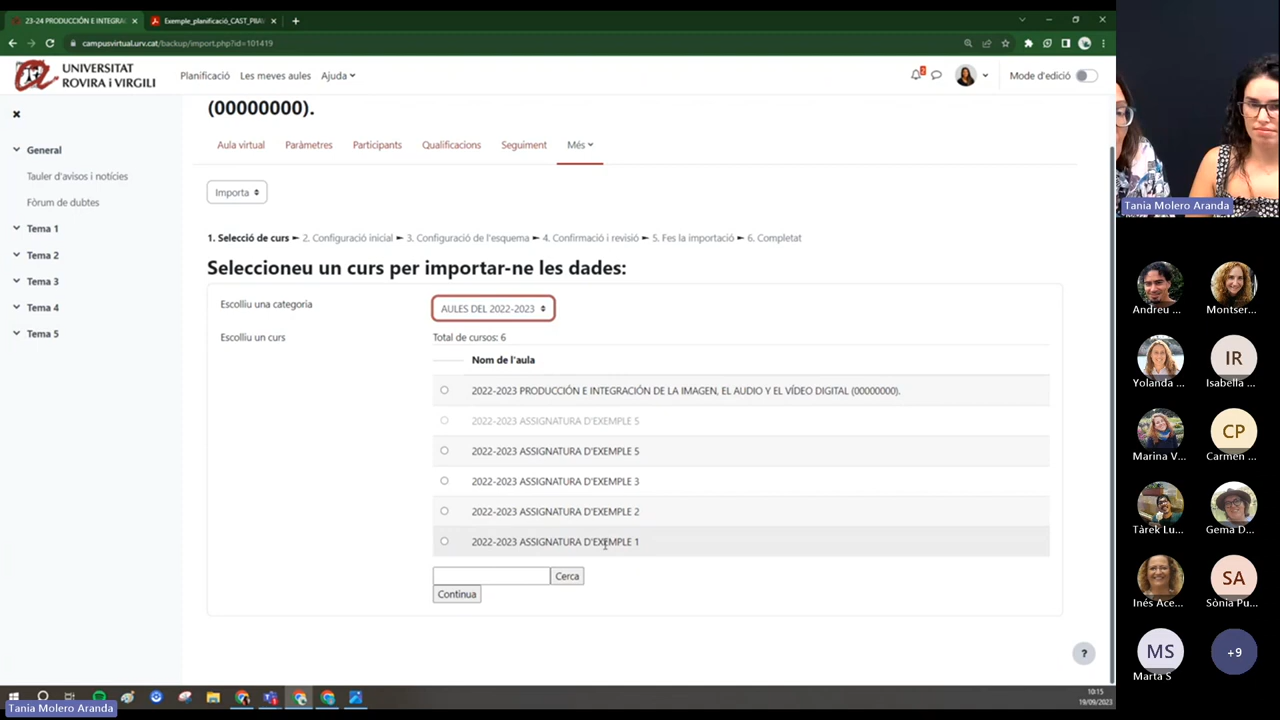 23-24 PRODUCCIÓN E INTEGRA
Exemple_planificació_CAST_PIIAV
campusvirtual.urv.cat/backup/import.php?id=101419
UNIVERSITAT
ROVIRA i VIRGILI
Planificació
Les meves aules
Ajuda
Mode d'edició
(00000000).
Aula virtual
Paràmetres
Participants
Qualificacions
Seguiment
Més
General
Tauler d'avisos i notícies
Fòrum de dubtes
Tema 1
Tema 2
Tema 3
Tema 4
Tema 5
Importa
1. Selecció de curs ► 2. Configuració inicial ► 3. Configuració de l'esquema ► 4. Confirmació i revisió ► 5. Fes la importació ► 6. Completat
Seleccioneu un curs per importar-ne les dades:
Escolliu una categoria
AULES DEL 2022-2023
Escolliu un curs
Total de cursos: 6
Nom de l'aula
2022-2023 PRODUCCIÓN E INTEGRACIÓN DE LA IMAGEN, EL AUDIO Y EL VÍDEO DIGITAL (00000000).
2022-2023 ASSIGNATURA D'EXEMPLE 5
2022-2023 ASSIGNATURA D'EXEMPLE 5
2022-2023 ASSIGNATURA D'EXEMPLE 3
2022-2023 ASSIGNATURA D'EXEMPLE 2
2022-2023 ASSIGNATURA D'EXEMPLE 1
Cerca
Continua
?
10:15
19/09/2023
Tania Molero Aranda
Tania Molero Aranda
Andreu ...
Montser...
Yolanda ...
IR
Isabella ...
Marina V...
CP
Carmen ...
Tàrek Lu...
Gema D...
Inés Ace...
SA
Sònia Pu...
MS
Marta S
+9